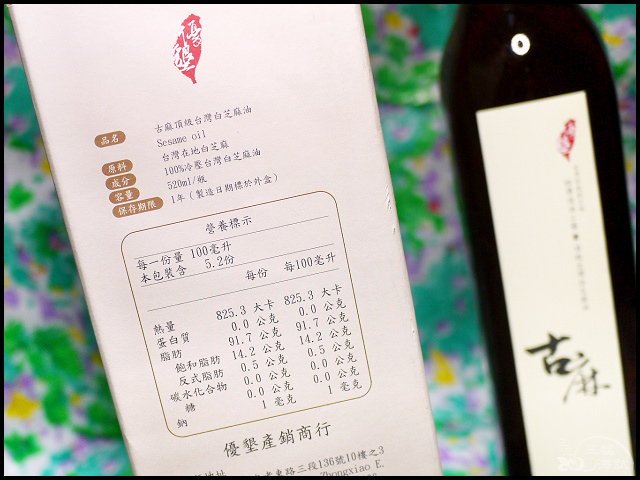 優墾
品名
古麻頂級台灣白芝麻油
Sesame oil
原料
台灣在地白芝麻
成分
100%冷壓台灣白芝麻油
容量
520ml/瓶
保存期限
1年(製造日期標於外盒)
營養標示
每一份量 100毫升
本包裝含 5.2份
每份 每100毫升
熱量 825.3 大卡 825.3 大卡
蛋白質 0.0 公克 0.0 公克
脂肪 91.7 公克 91.7 公克
飽和脂肪 14.2 公克 14.2 公克
反式脂肪 0.5 公克 0.5 公克
碳水化合物 0.0 公克 0.0 公克
糖 0.0 公克 0.0 公克
鈉 1 毫克 1 毫克
優墾產銷商行
東路三段136號10樓之3
Zhongxiao E.
古麻